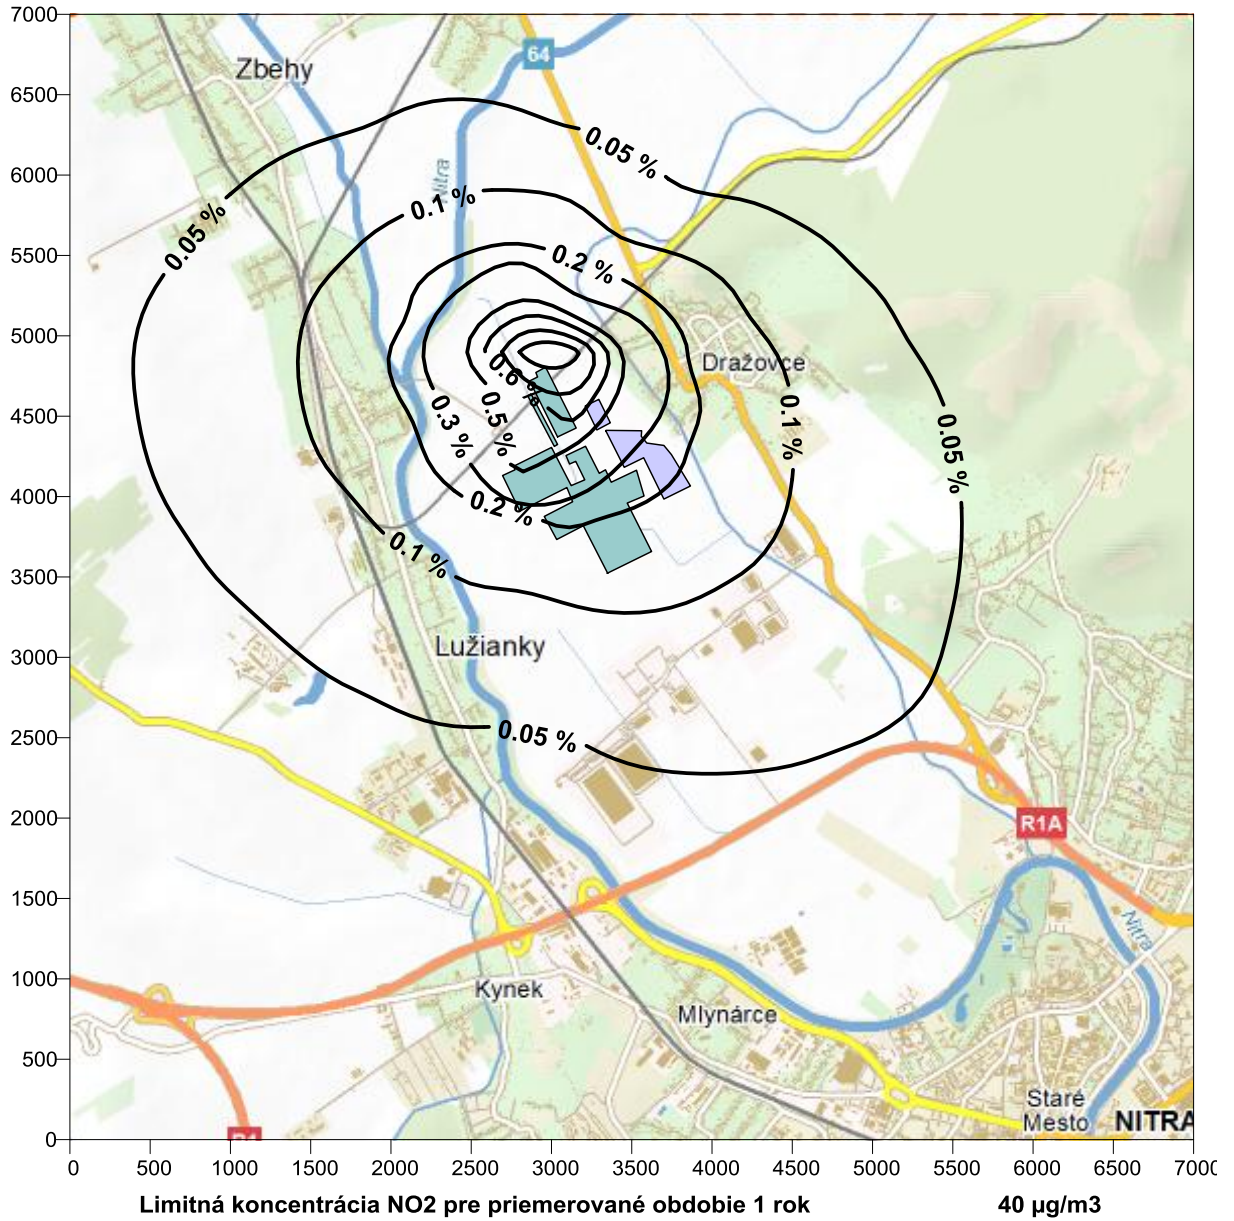 7000
6500
6000
5500
5000
4500
4000
3500
3000
2500
2000
1500
1000
500
0
64
Zbehy
0.05 %
Nitra
0.1 %
0.05 %
0.2 %
Dražovce
0.6 %
0.5 %
0.3 %
0.1 %
0.05 %
0.2 %
0.1 %
Lužianky
0.05 %
R1A
Nitra
Kynek
Mlynárce
Staré
Mesto
NITRA
0 500 1000 1500 2000 2500 3000 3500 4000 4500 5000 5500 6000 6500 7000
Limitná koncentrácia NO2 pre priemerované obdobie 1 rok 40 µg/m3